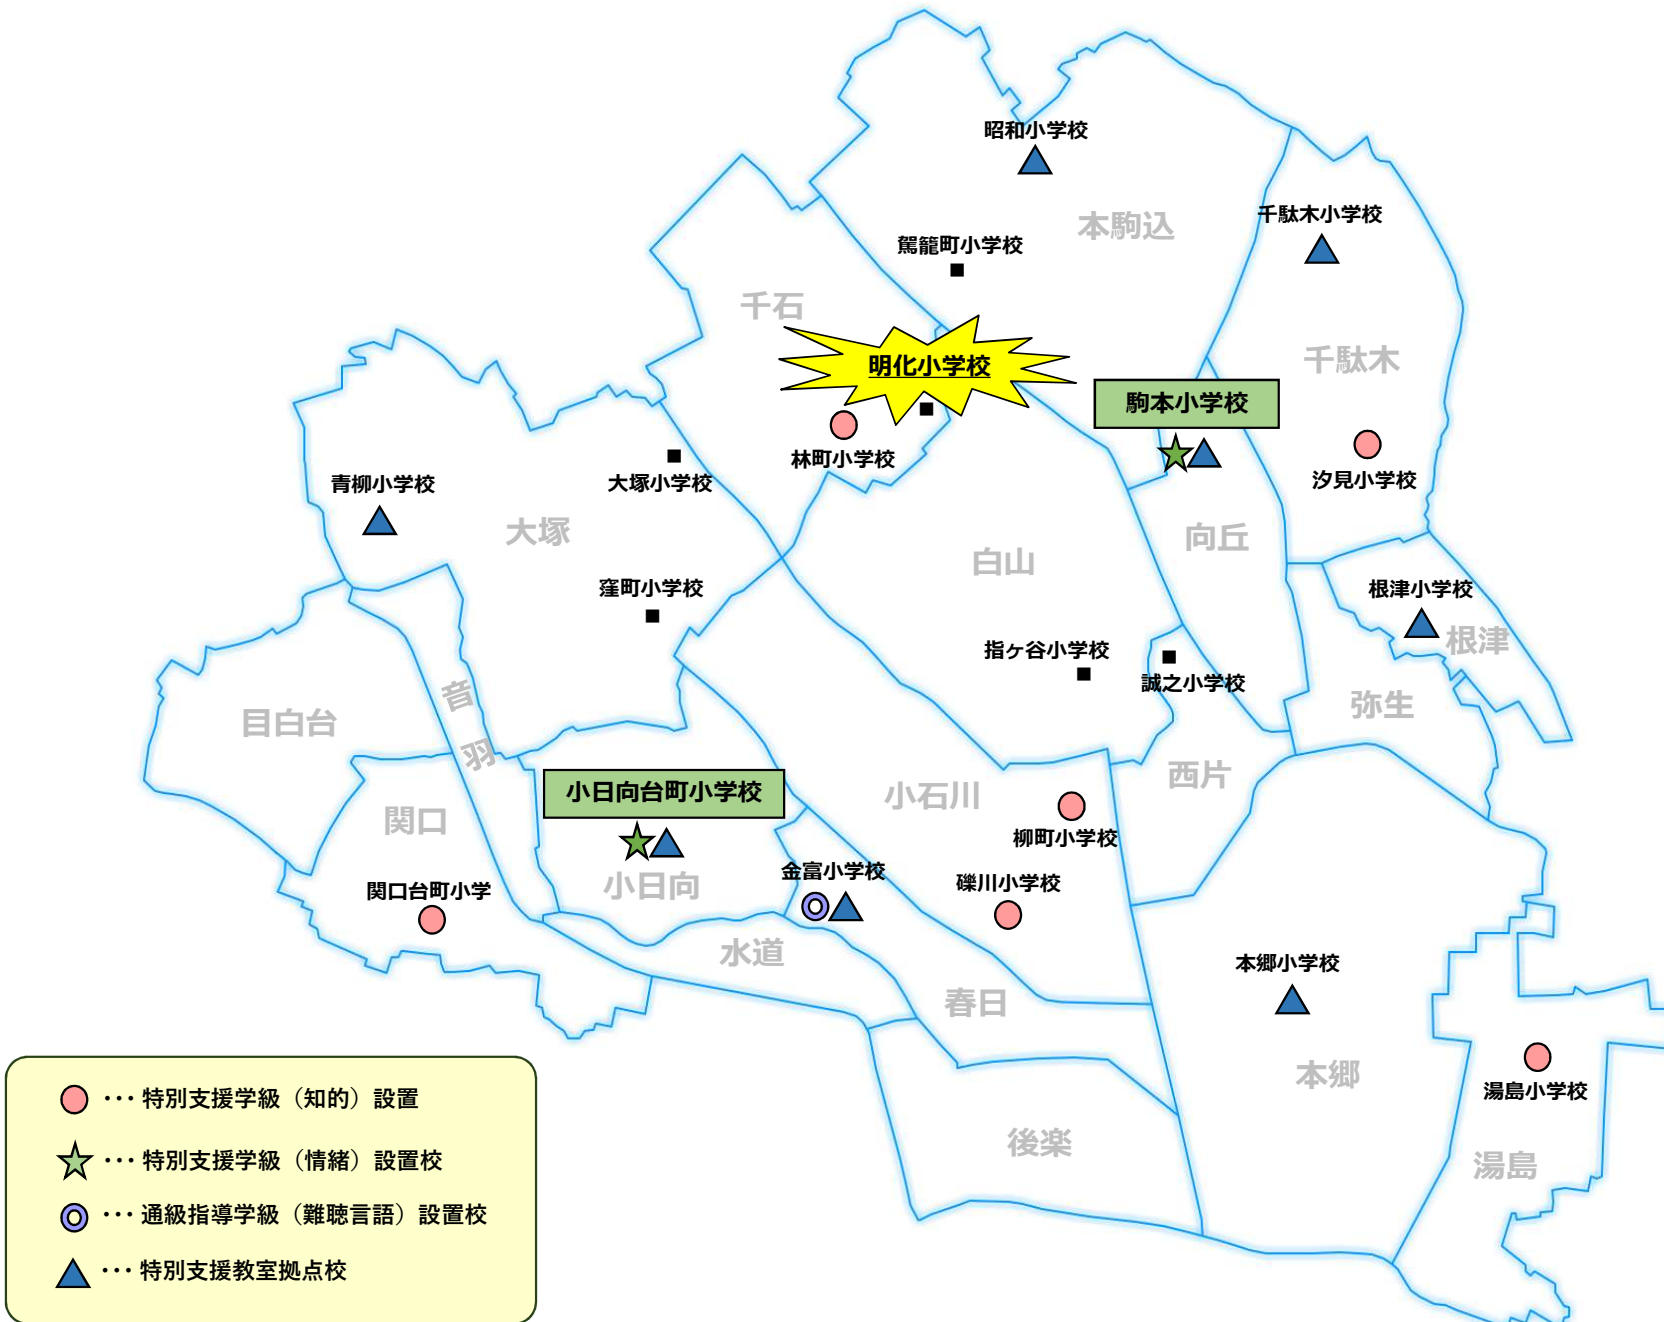 昭和小学校
千駄木小学校
本駒込
駕籠町小学校
千石
千駄木
明化小学校
駒本小学校
林町小学校
汐見小学校
青柳小学校
大塚小学校
大塚
向丘
白山
窪町小学校
根津小学校
根津
指ヶ谷小学校
誠之小学校
音羽
目白台
弥生
西片
小日向台町小学校
小石川
関口
柳町小学校
金富小学校
礫川小学校
小日向
関口台町小学
水道
本郷小学校
春日
本郷
湯島小学校
後楽
湯島
・・・特別支援学級（知的）設置
・・・特別支援学級（情緒）設置校
・・・通級指導学級（難聴言語）設置校
・・・特別支援教室拠点校